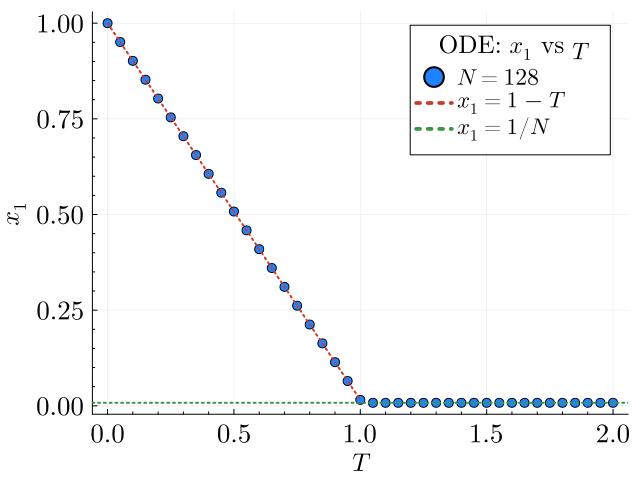 ODE: x₁ vs T
N = 128
x₁ = 1 − T
x₁ = 1/N
1.00
0.75
0.50
0.25
0.00
x₁
0.0
0.5
1.0
1.5
2.0
T